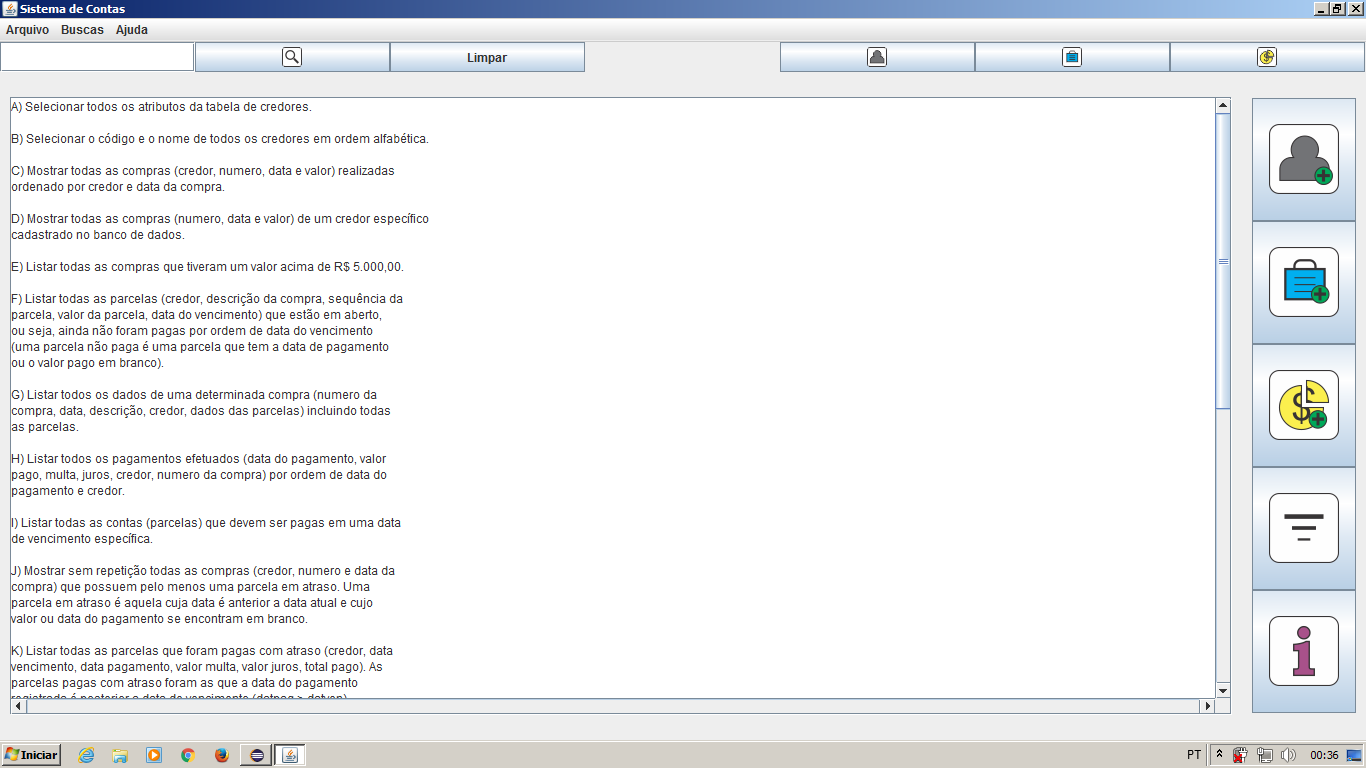 Sistema de Contas
Arquivo Buscas Ajuda
Limpar
A) Selecionar todos os atributos da tabela de credores.
B) Selecionar o código e o nome de todos os credores em ordem alfabética.
C) Mostrar todas as compras (credor, numero, data e valor) realizadas
ordenado por credor e data da compra.
D) Mostrar todas as compras (numero, data e valor) de um credor específico
cadastrado no banco de dados.
E) Listar todas as compras que tiveram um valor acima de R$ 5.000,00.
F) Listar todas as parcelas (credor, descrição da compra, sequência da
parcela, valor da parcela, data do vencimento) que estão em aberto,
ou seja, ainda não foram pagas por ordem de data do vencimento
(uma parcela não paga é uma parcela que tem a data de pagamento
ou o valor pago em branco).
G) Listar todos os dados de uma determinada compra (numero da
compra, data, descrição, credor, dados das parcelas) incluindo todas
as parcelas.
H) Listar todos os pagamentos efetuados (data do pagamento, valor
pago, multa, juros, credor, numero da compra) por ordem de data do
pagamento e credor.
I) Listar todas as contas (parcelas) que devem ser pagas em uma data
de vencimento específica.
J) Mostrar sem repetição todas as compras (credor, numero e data da
compra) que possuem pelo menos uma parcela em atraso. Uma
parcela em atraso é aquela cuja data é anterior a data atual e cujo
valor ou data do pagamento se encontram em branco.
K) Listar todas as parcelas que foram pagas com atraso (credor, data
vencimento, data pagamento, valor multa, valor juros, total pago). As
parcelas pagas com atraso foram as que a data do pagamento
registrada é posterior a data do vencimento (datpag > datven)
Iniciar
PT
00:36